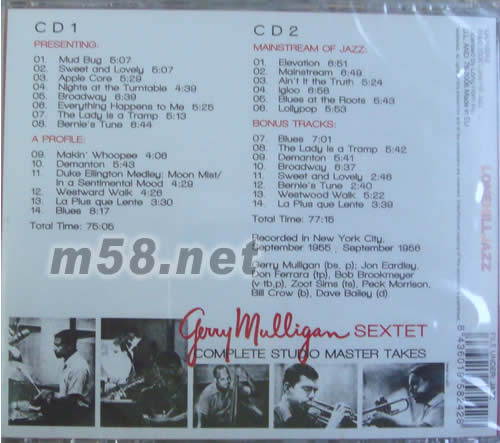 CD 1
PRESENTING:
01. Mud Bug 5:07
02. Sweet and Lovely 5:07
03. Apple Core 5:29
04. Nights at the Turntable 4:39
05. Broadway 6:39
06. Everything Happens to Me 5:25
07. The Lady is a Tramp 5:13
08. Bernie's Tune 6:44
A PROFILE:
09. Makin' Whoopee 4:06
10. Demanton 5:43
11. Duke Ellington Medley: Moon Mist/
In a Sentimental Mood 4:29
12. Westward Walk 4:26
13. La Plus que Lente 3:30
14. Blues 8:17
Total Time: 75:05
CD 2
MAINSTREAM OF JAZZ:
01. Elevation 6:51
02. Mainstream 6:49
03. Ain't It the Truth 5:24
04. Igloo 6:58
05. Blues at the Roots 5:43
06. Lollypop 5:53
BONUS TRACKS:
07. Blues 7:01
08. The Lady is a Tramp 5:42
09. Demanton 5:41
10. Broadway 6:37
11. Sweet and Lovely 5:46
12. Bernie's Tune 2:40
13. Westwood Walk 5:22
14. La Plus que Lente 3:39
Total Time: 77:15
Recorded in New York City,
September 1955, September 1956
Gerry Mulligan (bs, p); Jon Eardley,
Don Ferrara (tp), Bob Brookmeyer
(v tb,p), Zoot Sims (ts), Peck Morrison,
Bill Crow (b), Dave Bailey (d).
Gerry Mulligan SEXTET
COMPLETE STUDIO MASTER TAKES
m58.net
LONEHILL JAZZ
8 436019 582428